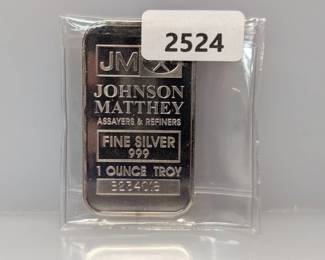 2524
JM
JOHNSON
MATTHEY
ASSAYERS & REFINERS
FINE SILVER
999
1 OUNCE TROY